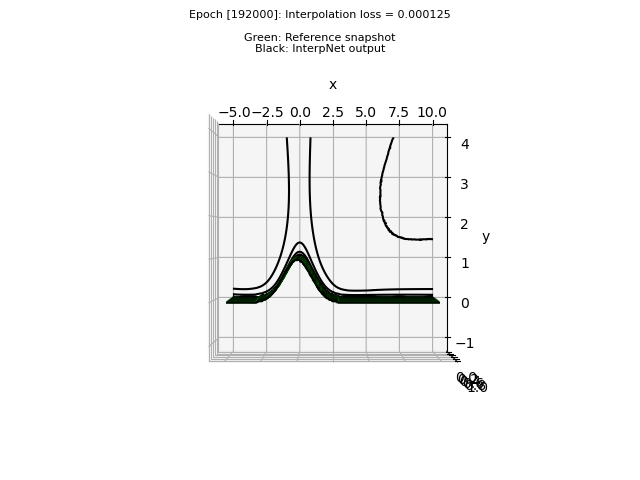 Epoch [192000]: Interpolation loss = 0.000125
Green: Reference snapshot
Black: InterpNet output
x
−5.0 −2.5 0.0 2.5 5.0 7.5 10.0
4
3
2
y
1
0
−1